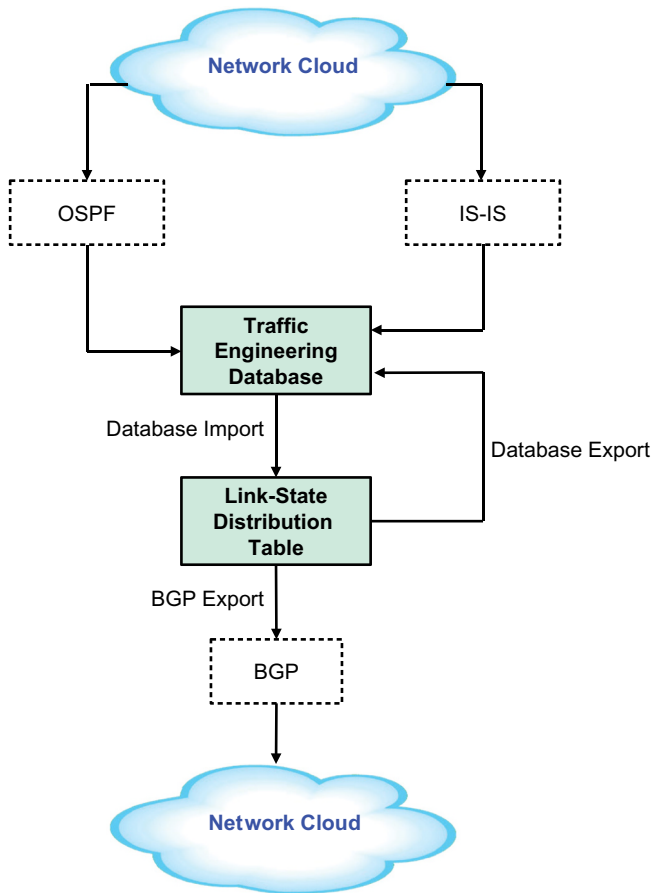 Network Cloud
OSPF
IS-IS
Traffic
Engineering
Database
Database Import
Database Export
Link-State
Distribution
Table
BGP Export
BGP
Network Cloud